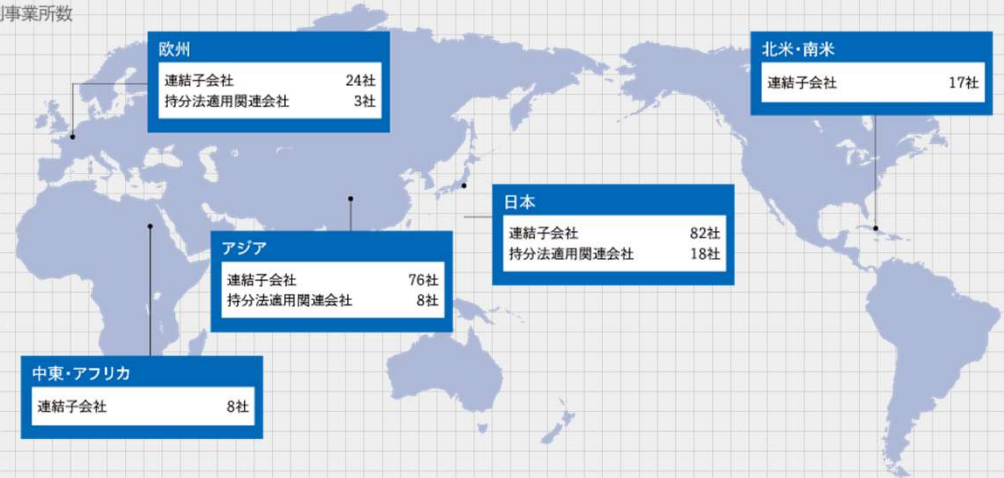 事業所数
欧州
連結子会社 24社
持分法適用関連会社 3社
北米・南米
連結子会社 17社
日本
連結子会社 82社
持分法適用関連会社 18社
アジア
連結子会社 76社
持分法適用関連会社 8社
中東・アフリカ
連結子会社 8社